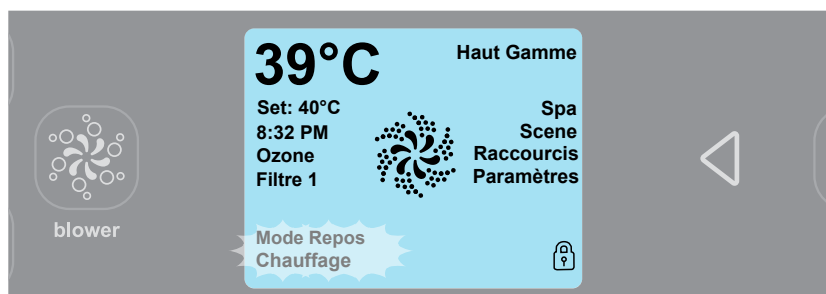 39°C
Haut Gamme
Set: 40°C
8:32 PM
Ozone
Filtre 1
Spa
Scene
Raccourcis
Paramètres
Mode Repos
Chauffage
blower